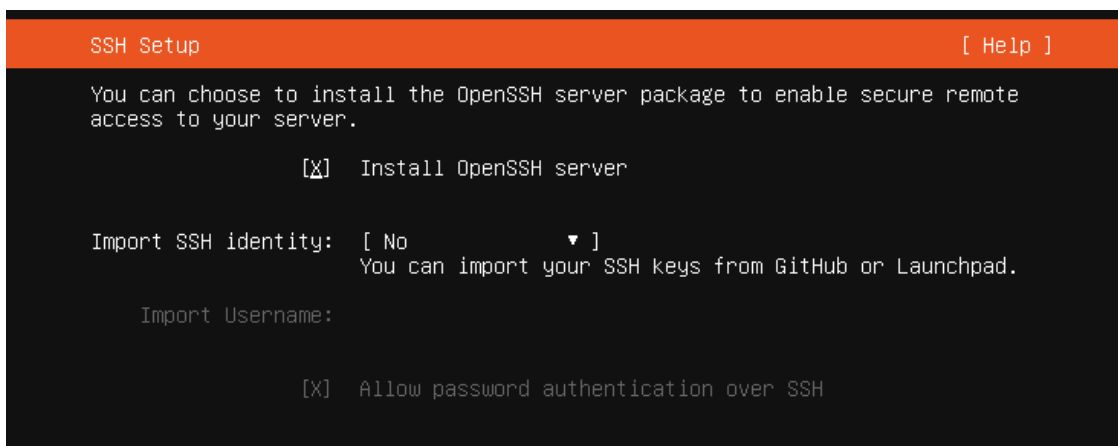 SSH Setup [ Help ]
You can choose to install the OpenSSH server package to enable secure remote
access to your server.
[X] Install OpenSSH server
Import SSH identity: [ No ▾ ]
You can import your SSH keys from GitHub or Launchpad.
Import Username:
[X] Allow password authentication over SSH